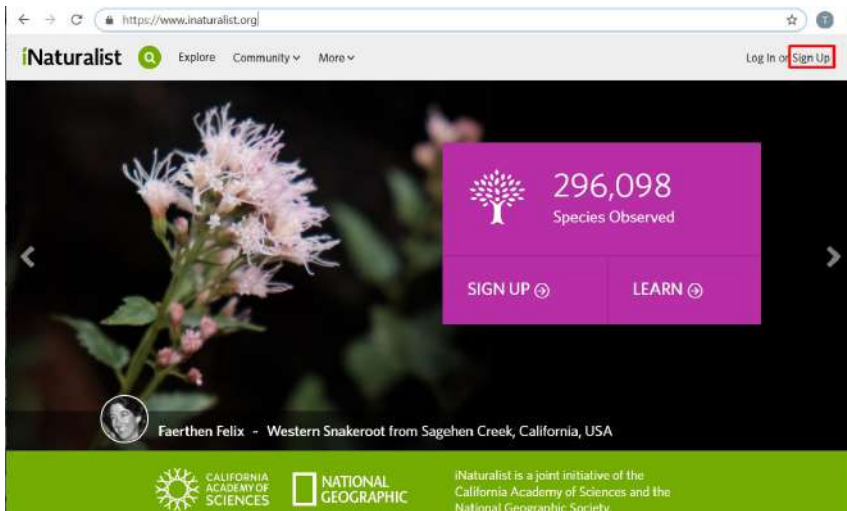 https://www.inaturalist.org
iNaturalist Explore Community More Log In or Sign Up
296,098
Species Observed
SIGN UP LEARN
Faerthen Felix - Western Snakeroot from Sagehen Creek, California, USA
CALIFORNIA
ACADEMY OF
SCIENCES
NATIONAL
GEOGRAPHIC
iNaturalist is a joint initiative of the
California Academy of Sciences and the
National Geographic Society.